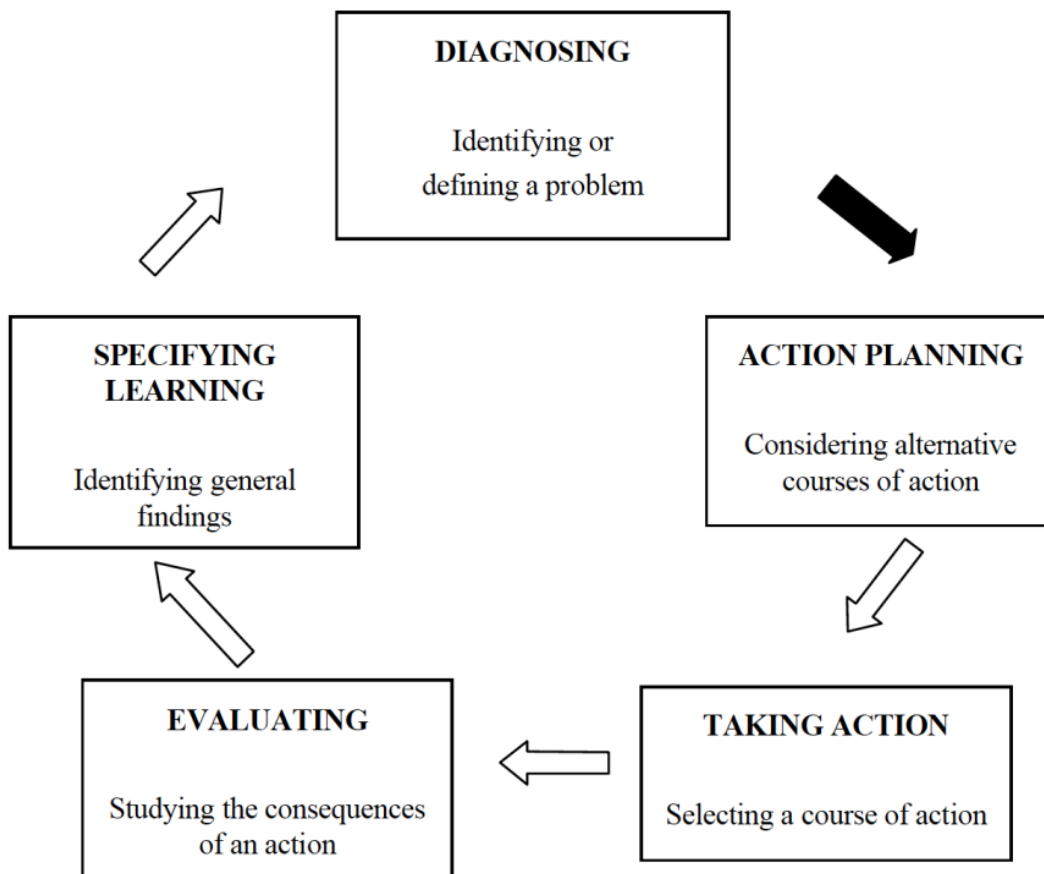 DIAGNOSING
Identifying or
defining a problem
ACTION PLANNING
Considering alternative
courses of action
TAKING ACTION
Selecting a course of action
EVALUATING
Studying the consequences
of an action
SPECIFYING
LEARNING
Identifying general
findings